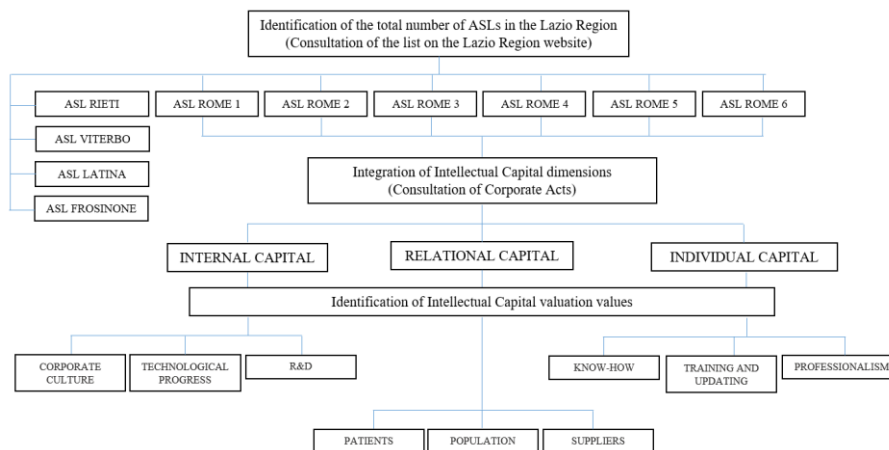 Identification of the total number of ASLs in the Lazio Region
(Consultation of the list on the Lazio Region website)
ASL RIETI
ASL ROME 1
ASL ROME 2
ASL ROME 3
ASL ROME 4
ASL ROME 5
ASL ROME 6
ASL VITERBO
ASL LATINA
ASL FROSINONE
Integration of Intellectual Capital dimensions
(Consultation of Corporate Acts)
INTERNAL CAPITAL
RELATIONAL CAPITAL
INDIVIDUAL CAPITAL
Identification of Intellectual Capital valuation values
CORPORATE
CULTURE
TECHNOLOGICAL
PROGRESS
R&D
KNOW-HOW
TRAINING AND
UPDATING
PROFESSIONALISM
PATIENTS
POPULATION
SUPPLIERS